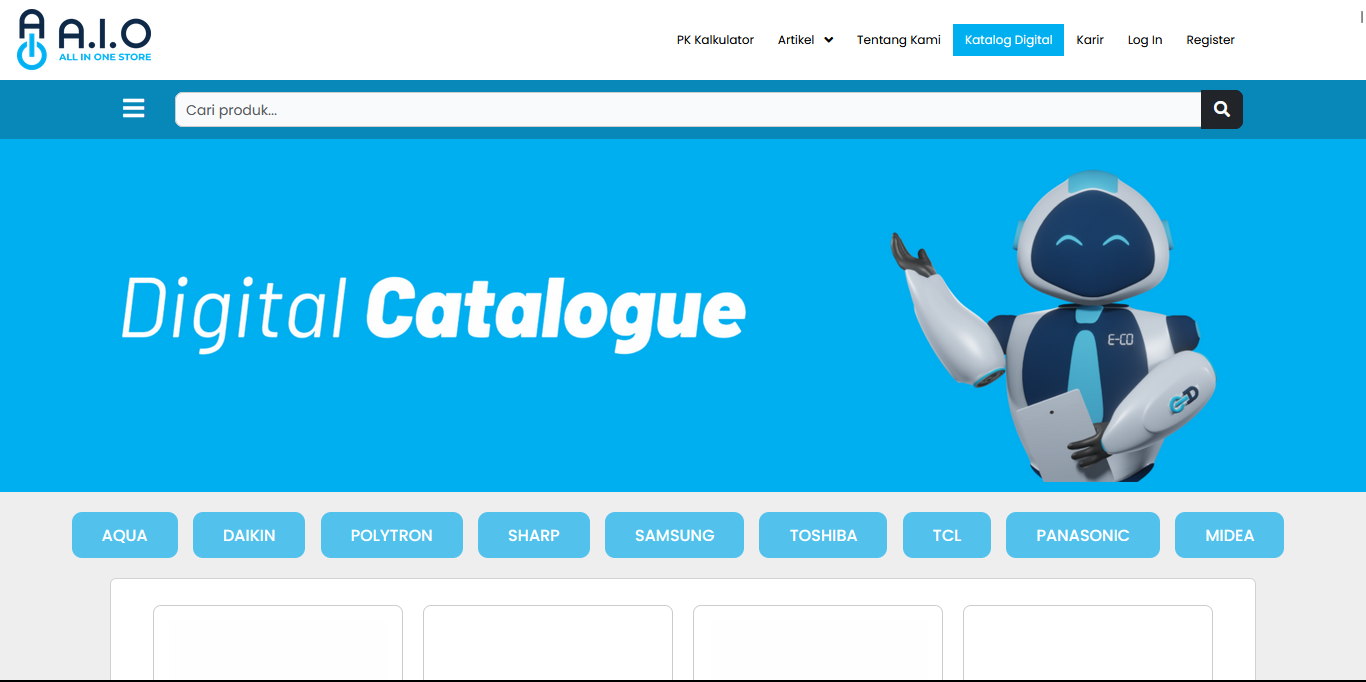 A.I.O
ALL IN ONE STORE
PK Kalkulator Artikel Tentang Kami Katalog Digital Karir Log In Register
Cari produk...
Digital Catalogue
E-CO
AQUA DAIKIN POLYTRON SHARP SAMSUNG TOSHIBA TCL PANASONIC MIDEA